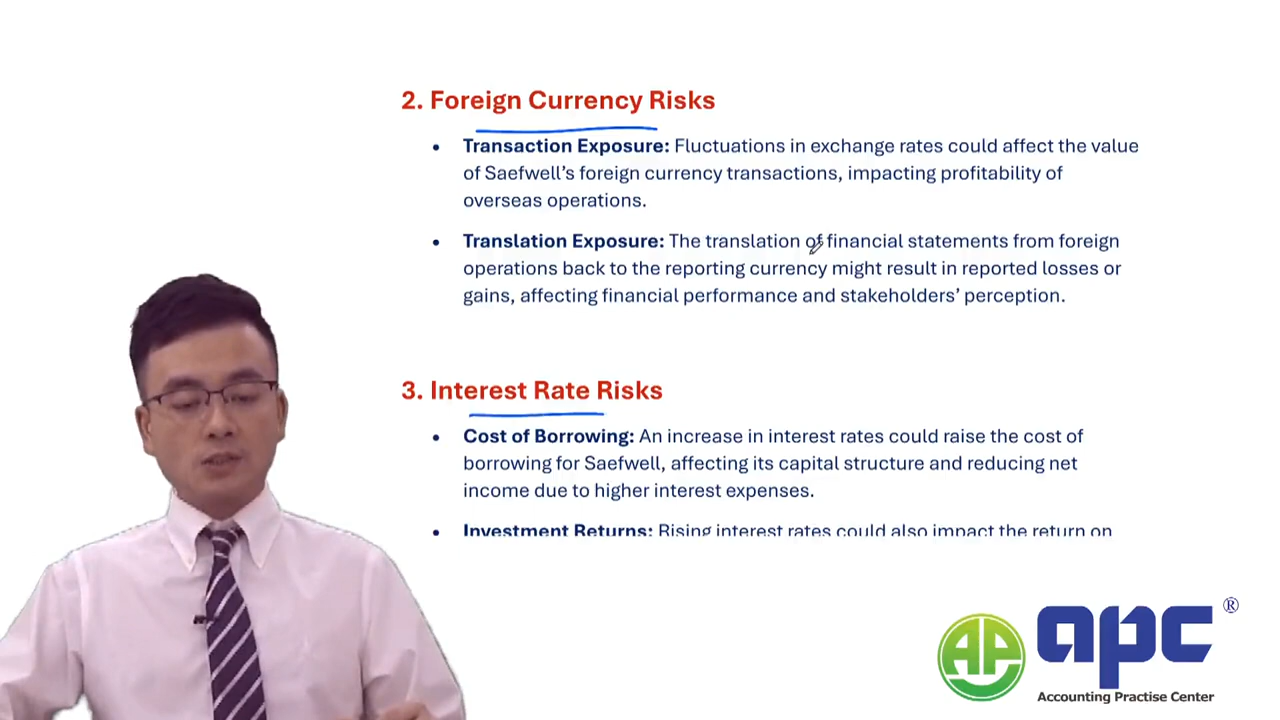 2. Foreign Currency Risks
• Transaction Exposure: Fluctuations in exchange rates could affect the value
of Saefwell’s foreign currency transactions, impacting profitability of
overseas operations.
• Translation Exposure: The translation of financial statements from foreign
operations back to the reporting currency might result in reported losses or
gains, affecting financial performance and stakeholders’ perception.
3. Interest Rate Risks
• Cost of Borrowing: An increase in interest rates could raise the cost of
borrowing for Saefwell, affecting its capital structure and reducing net
income due to higher interest expenses.
• Investment Returns: Rising interest rates could also impact the return on
AP
apc®
Accounting Practise Center